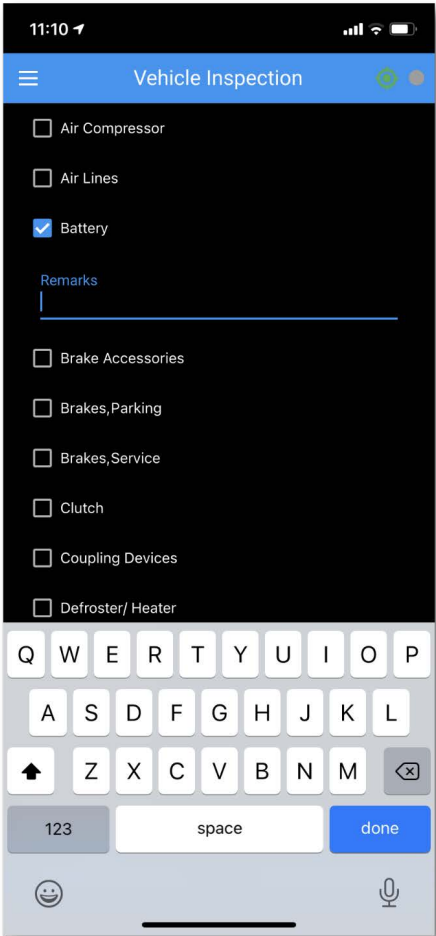 11:10
Vehicle Inspection
Air Compressor
Air Lines
Battery
Remarks
Brake Accessories
Brakes,Parking
Brakes,Service
Clutch
Coupling Devices
Defroster/ Heater
Q W E R T Y U I O P
A S D F G H J K L
Z X C V B N M
123 space done